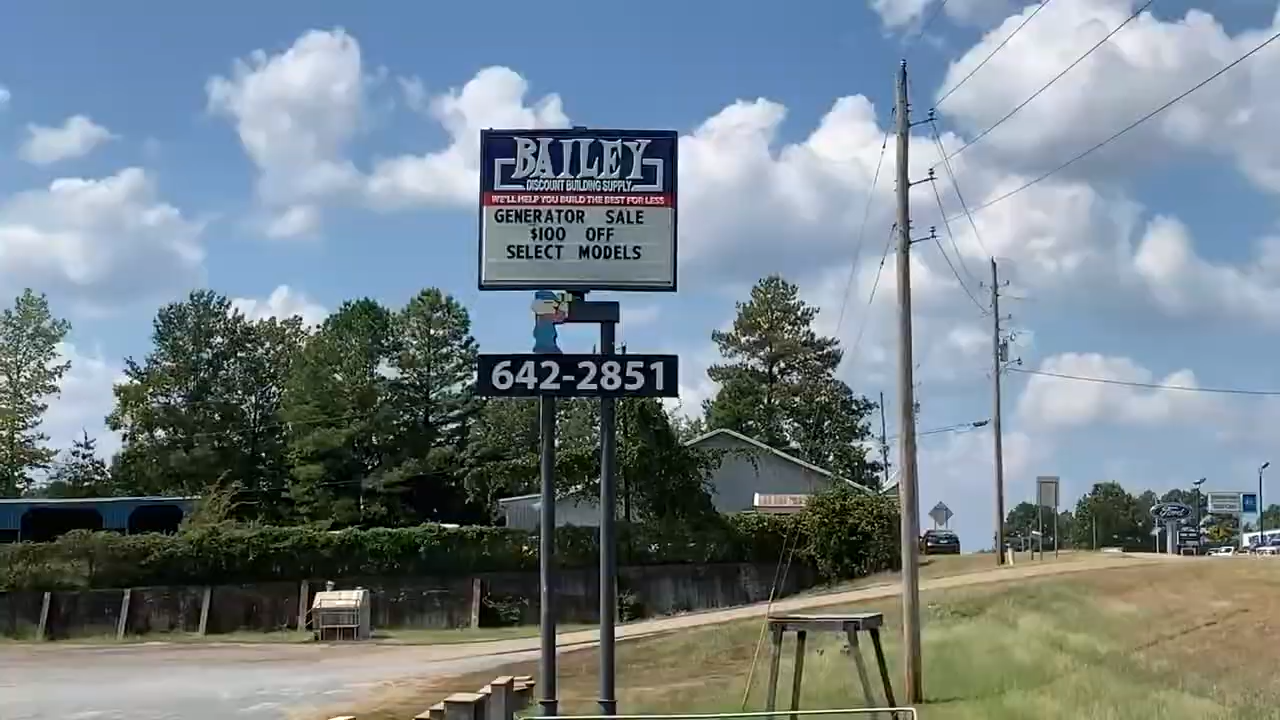 BAILEY
DISCOUNT BUILDING SUPPLY
WE'LL HELP YOU BUILD THE BEST FOR LESS
GENERATOR SALE
$100 OFF
SELECT MODELS
642-2851
Ford